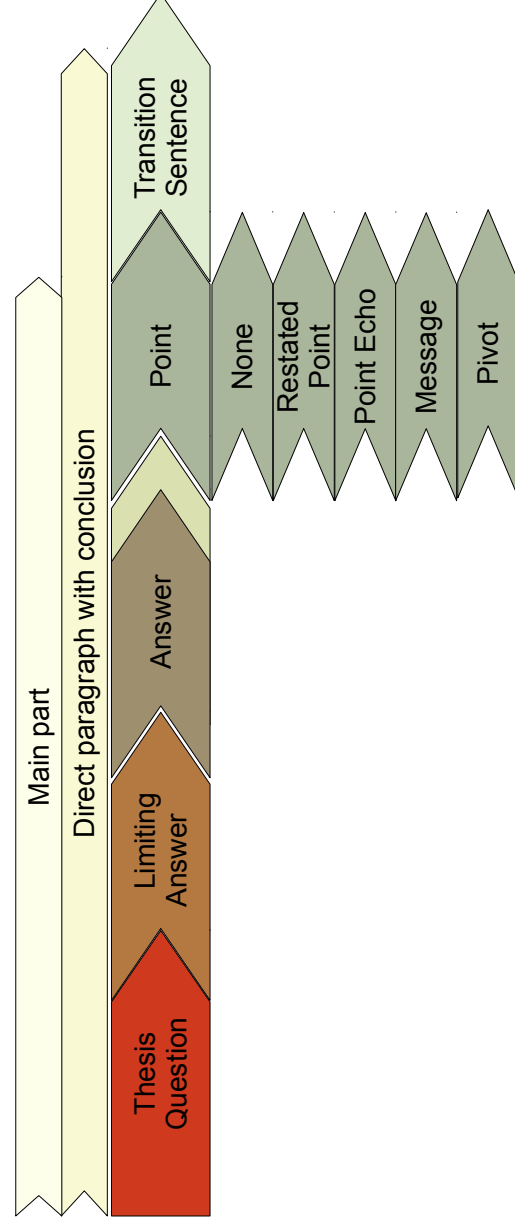 Main part
Direct paragraph with conclusion
Thesis
Question
Limiting
Answer
Answer
Point
Transition
Sentence
None
Restated
Point
Point Echo
Message
Pivot